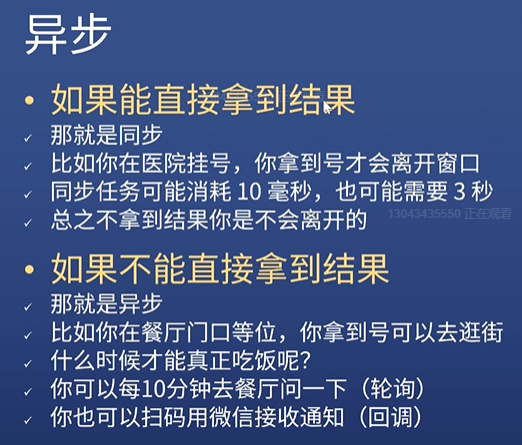 异步
• 如果能直接拿到结果
✓ 那就是同步
✓ 比如你在医院挂号，你拿到号才会离开窗口
✓ 同步任务可能消耗 10 毫秒，也可能需要 3 秒
✓ 总之不拿到结果你是不会离开的
13043435550 正在观看
• 如果不能直接拿到结果
✓ 那就是异步
✓ 比如你在餐厅门口等位，你拿到号可以去逛街
✓ 什么时候才能真正吃饭呢？
✓ 你可以每10分钟去餐厅问一下（轮询）
✓ 你也可以扫码用微信接收通知（回调）